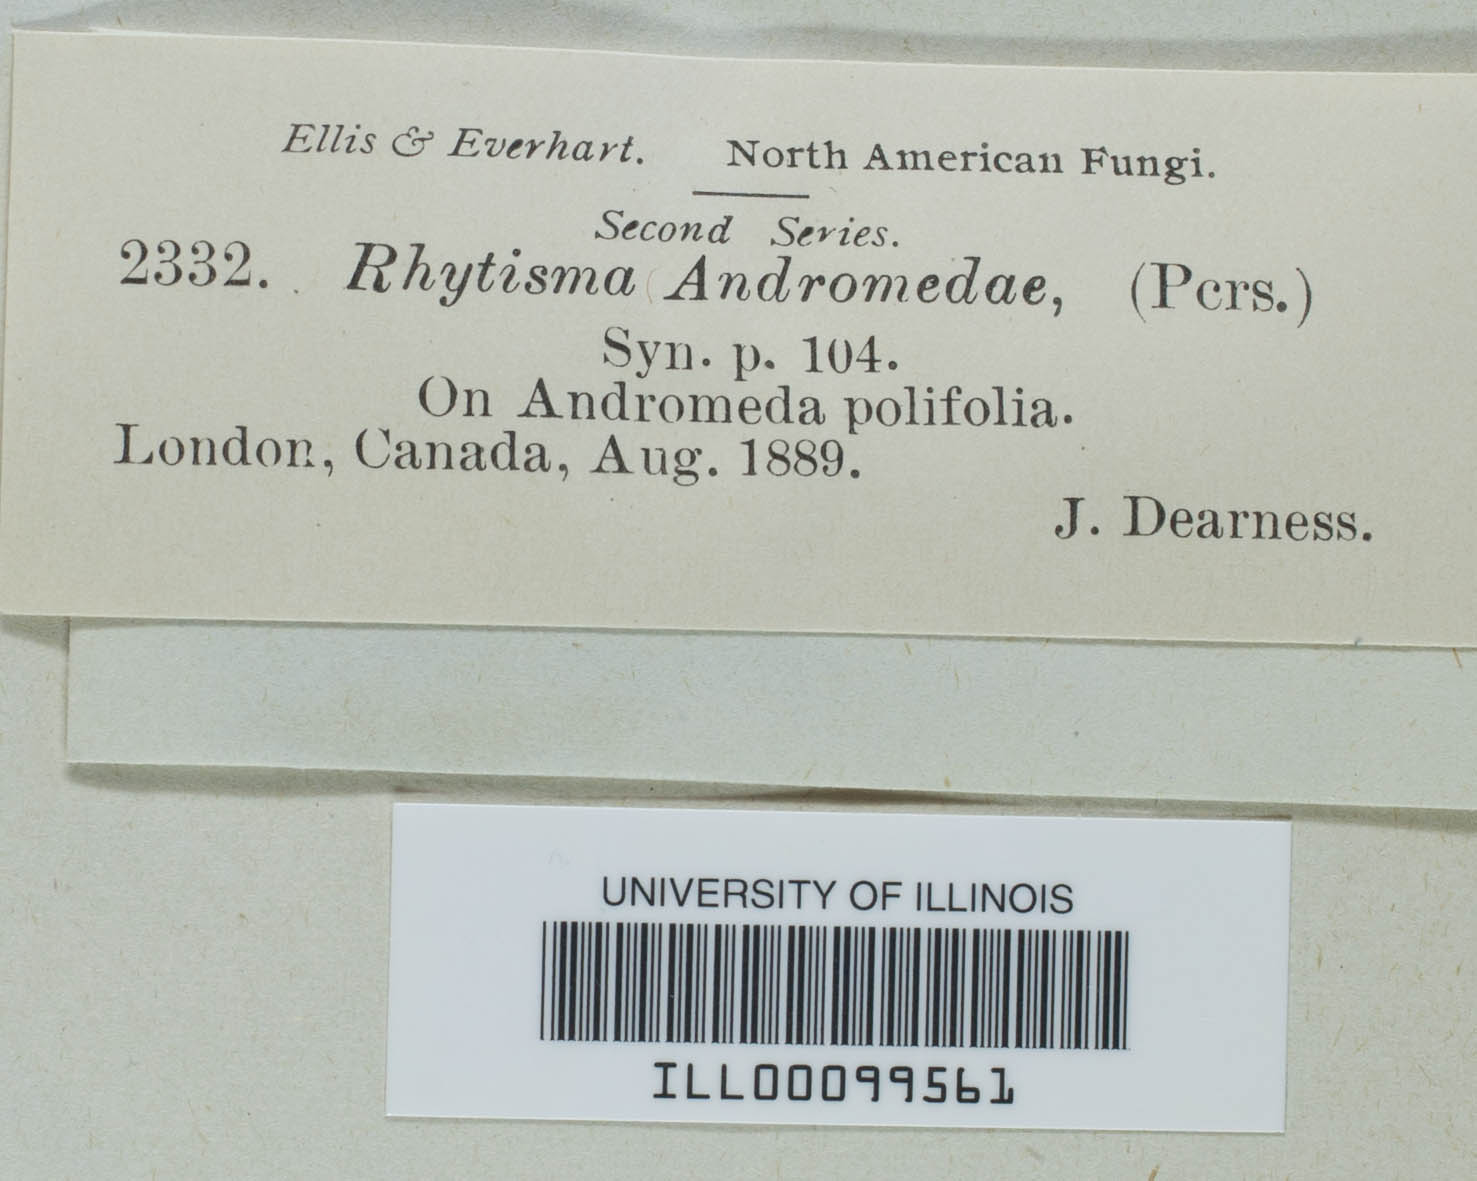 Ellis & Everhart. North American Fungi.
Second Series.
2332. Rhytisma Andromedae, (Pers.)
Syn. p. 104.
On Andromeda polifolia.
London, Canada, Aug. 1889.
J. Dearness.
UNIVERSITY OF ILLINOIS
ILL00099561